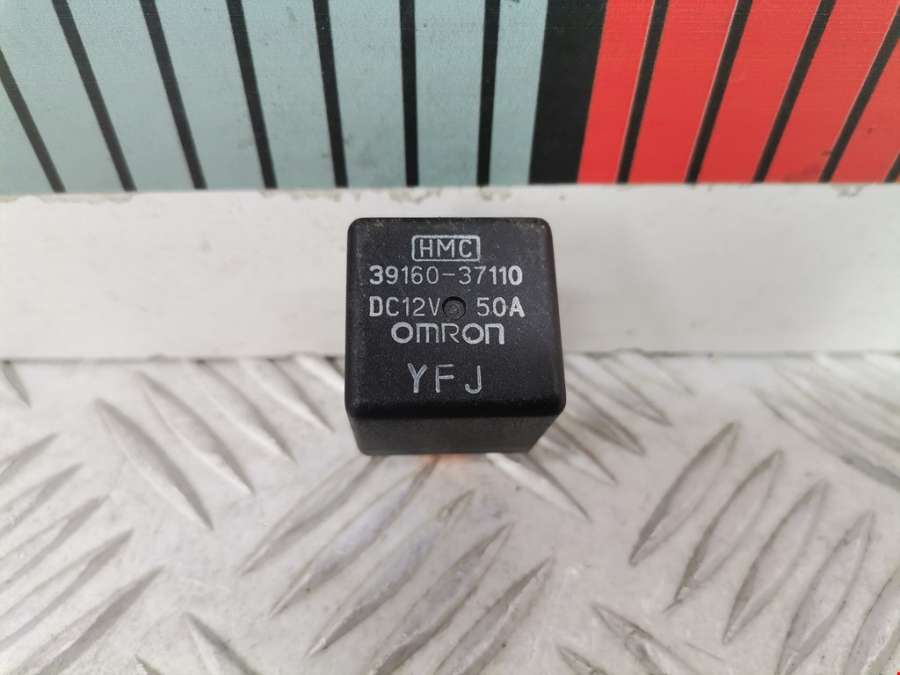 HMC
39160-37110
DC12V 50A
OMRON
YFJ